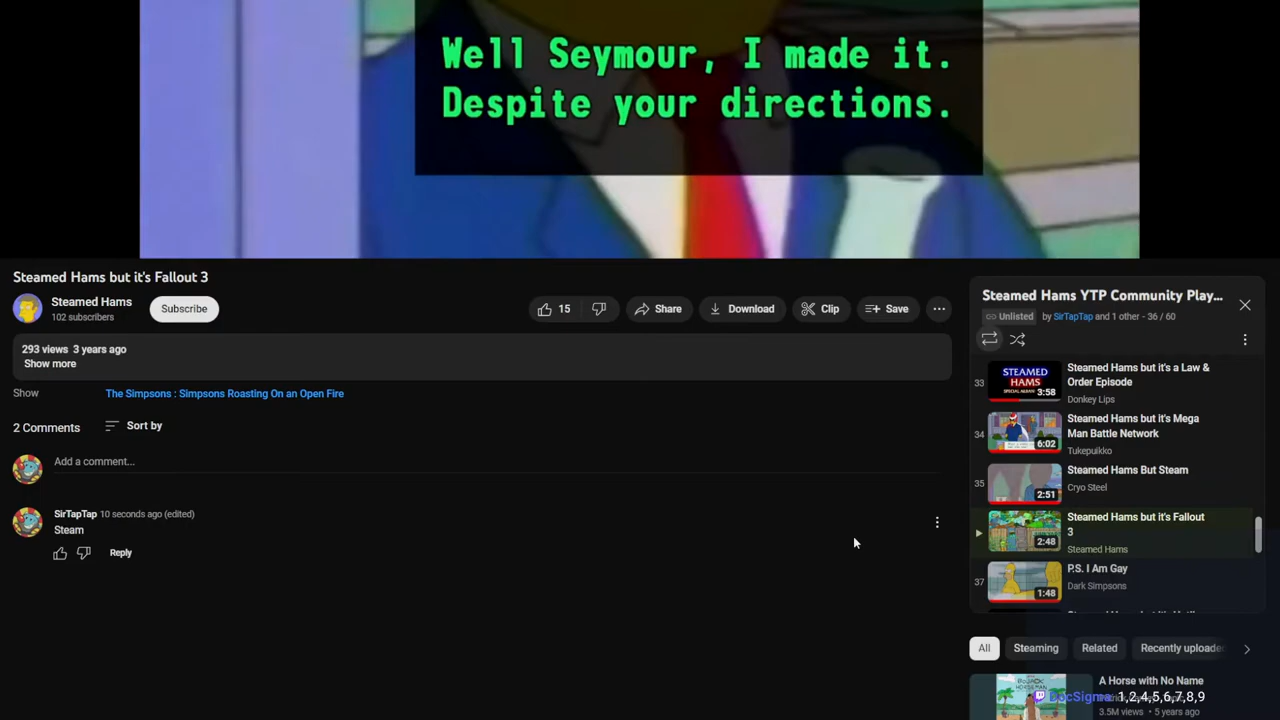 Well Seymour, I made it.
Despite your directions.
Steamed Hams but it's Fallout 3
Steamed Hams
102 subscribers
Subscribe
15
Share
Download
Clip
Save
293 views 3 years ago
Show more
Show
The Simpsons : Simpsons Roasting On an Open Fire
2 Comments
Sort by
Add a comment...
SirTapTap 10 seconds ago (edited)
Steam
Reply
Steamed Hams YTP Community Play...
Unlisted by SirTapTap and 1 other - 36 / 60
33
STEAMED
HAMS
3:58
Steamed Hams but it's a Law &
Order Episode
Donkey Lips
34
6:02
Steamed Hams but it's Mega
Man Battle Network
Tukepuikko
35
2:51
Steamed Hams But Steam
Cryo Steel
2:48
Steamed Hams but it's Fallout
3
Steamed Hams
37
1:48
P.S. I Am Gay
Dark Simpsons
All
Steaming
Related
Recently uploade
A Horse with No Name
3.5M views • 5 years ago
1,2,4,5,6,7,8,9